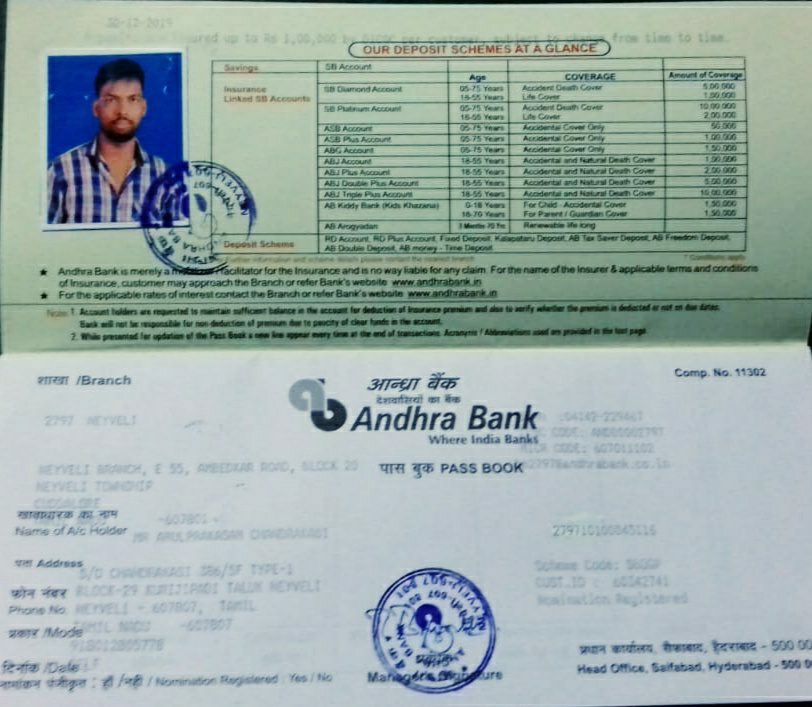 30-12-2019
ured up to Rs 1,00,000 by DICGC per customer, subject to change from time to time.
OUR DEPOSIT SCHEMES AT A GLANCE
Savings SB Account
Age COVERAGE Amount of Coverage
Insurance Linked SB Accounts
SB Diamond Account 05-75 Years Accident Death Cover 5,00,000
18-55 Years Life Cover 1,00,000
SB Platinum Account 05-75 Years Accident Death Cover 10,00,000
18-55 Years Life Cover 2,00,000
ASB Account 05-75 Years Accidental Cover Only 50,000
ASB Plus Account 05-75 Years Accidental Cover Only 1,00,000
ABG Account 05-75 Years Accidental Cover Only 1,50,000
ABJ Account 18-55 Years Accidental and Natural Death Cover 1,00,000
ABJ Plus Account 18-55 Years Accidental and Natural Death Cover 2,00,000
ABJ Double Plus Account 18-55 Years Accidental and Natural Death Cover 5,00,000
ABJ Triple Plus Account 18-55 Years Accidental and Natural Death Cover 10,00,000
AB Kiddy Bank (Kids Khazana) 0-18 Years For Child - Accidental Cover 1,50,000
18-70 Years For Parent / Guardian Cover 1,50,000
AB Arogyadan 3 Months-70 Yrs Renewable life long
Deposit Scheme RD Account, RD Plus Account, Fixed Deposit, Kalapataru Deposit, AB Tax Saver Deposit, AB Freedom Deposit,
AB Double Deposit, AB money - Time Deposit
Further information and scheme details please contact the nearest branch * Conditions apply
★ Andhra Bank is merely a facilitator for the Insurance and is no way liable for any claim. For the name of the Insurer & applicable terms and conditions
of Insurance, customer may approach the Branch or refer Bank's website www.andhrabank.in
★ For the applicable rates of interest contact the Branch or refer Bank's website www.andhrabank.in
Note: 1. Account holders are requested to maintain sufficient balance in the account for deduction of Insurance premium and also to verify whether the premium is deducted or not on due dates.
Bank will not be responsible for non-deduction of premium due to paucity of clear funds in the account.
2. While presented for updation of the Pass Book a new line appear every time at the end of transactions. Acronyms / Abbreviations used are provided in the last page.
शाखा /Branch
आन्ध्रा बैंक
Comp. No. 11302
देशवासियों का बैंक
Andhra Bank
Where India Banks
2797 NEYVELI
:04142-229461
CODE: ANDB0002797
MICR CODE: 607011102
2797@andhrabank.co.in
NEYVELI BRANCH, E 55, AMBEDKAR ROAD, BLOCK 20
पास बुक PASS BOOK
NEYVELI TOWNSHIP
CUDDALORE
खाताधारक का नाम -607801
Name of A/c Holder MR ARULPRAKASAM CHANDRAKASI
279710100045116
पता Address S/O CHANDRAKASI 386/SF TYPE-1
Scheme Code:
फोन नंबर BLOCK-29 KURIJIPADI TALUK NEYVELI
CUST.ID : 60342741
Phone No. NEYVELI - 607807, TAMIL
Nomination Registered
प्रकार /Mode TAMIL NADU -607807
918012805778
दिनांक /Date
प्रधान कार्यालय, सैफाबाद, हैदराबाद - 500 00
Manager's Signature
Head Office, Saifabad, Hyderabad - 500 00
नामांकन पंजीकृत : हाँ /नहीं / Nomination Registered : Yes / No